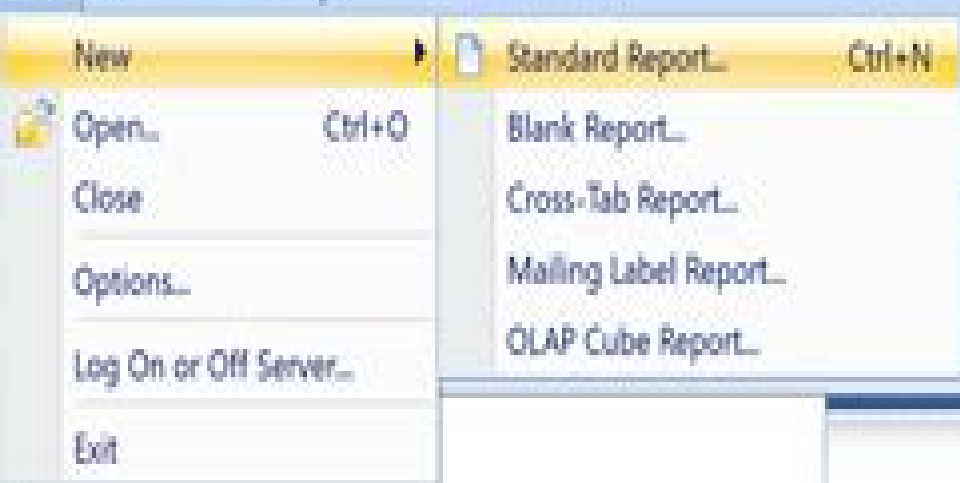 New
Open... Ctrl+O
Close
Options...
Log On or Off Server...
Exit
Standard Report... Ctrl+N
Blank Report...
Cross-Tab Report...
Mailing Label Report...
OLAP Cube Report...